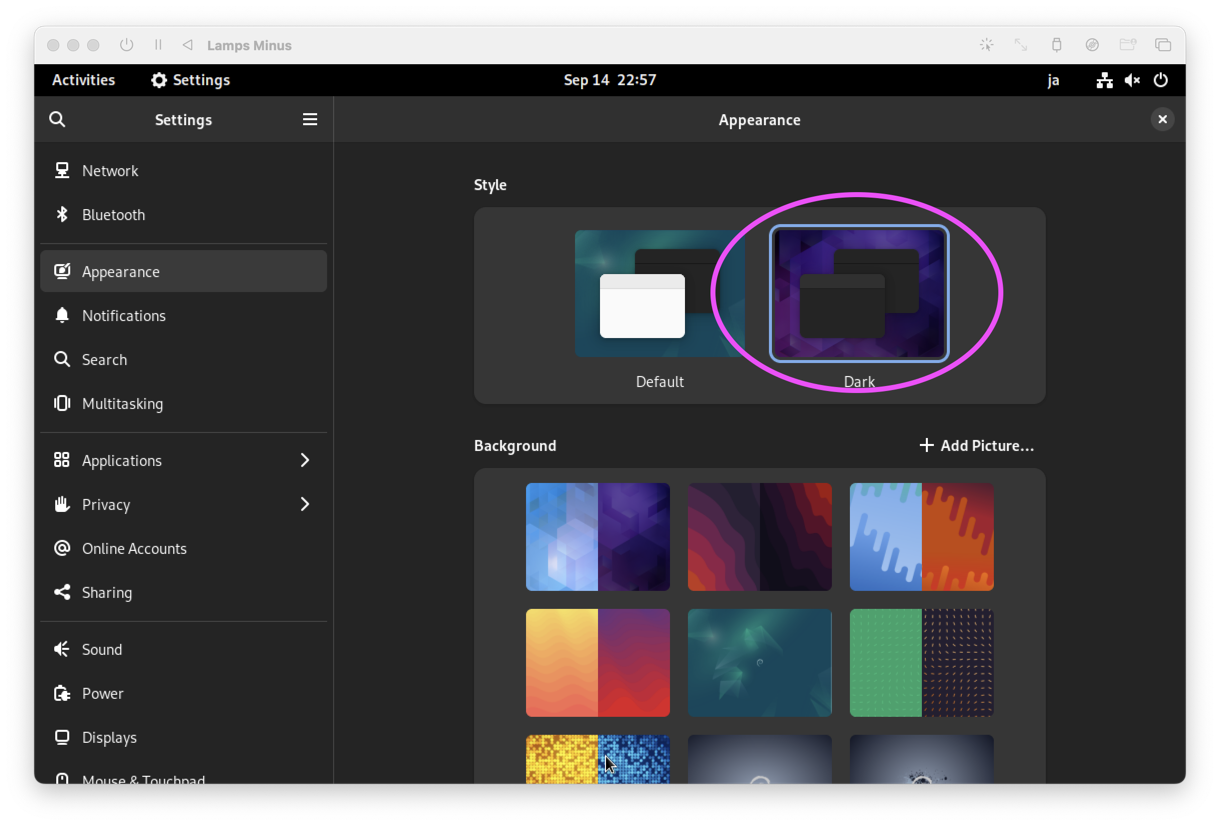 Lamps Minus
Activities
Settings
Sep 14 22:57
ja
Settings
Appearance
Network
Bluetooth
Appearance
Notifications
Search
Multitasking
Applications
Privacy
Online Accounts
Sharing
Sound
Power
Displays
Mouse & Touchpad
Style
Default
Dark
Background
Add Picture...